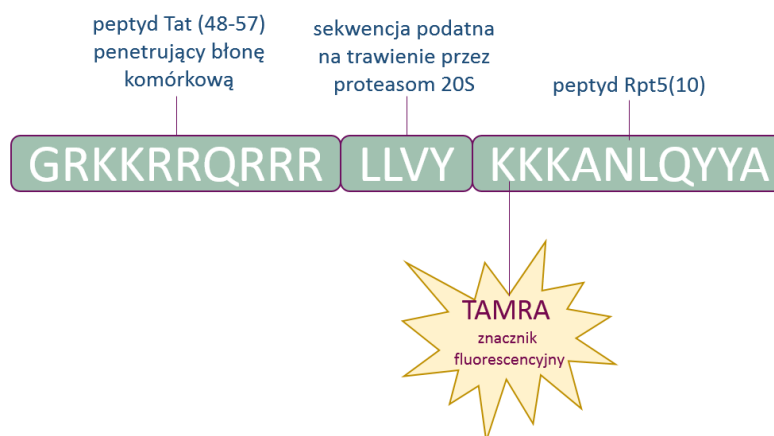 peptyd Tat (48-57)
penetrujący błonę
komórkową
sekwencja podatna
na trawienie przez
proteasom 20S
peptyd Rpt5(10)
GRKKRRQRRR LLVY KKKANLQYYA
TAMRA
znacznik
fluorescencyjny